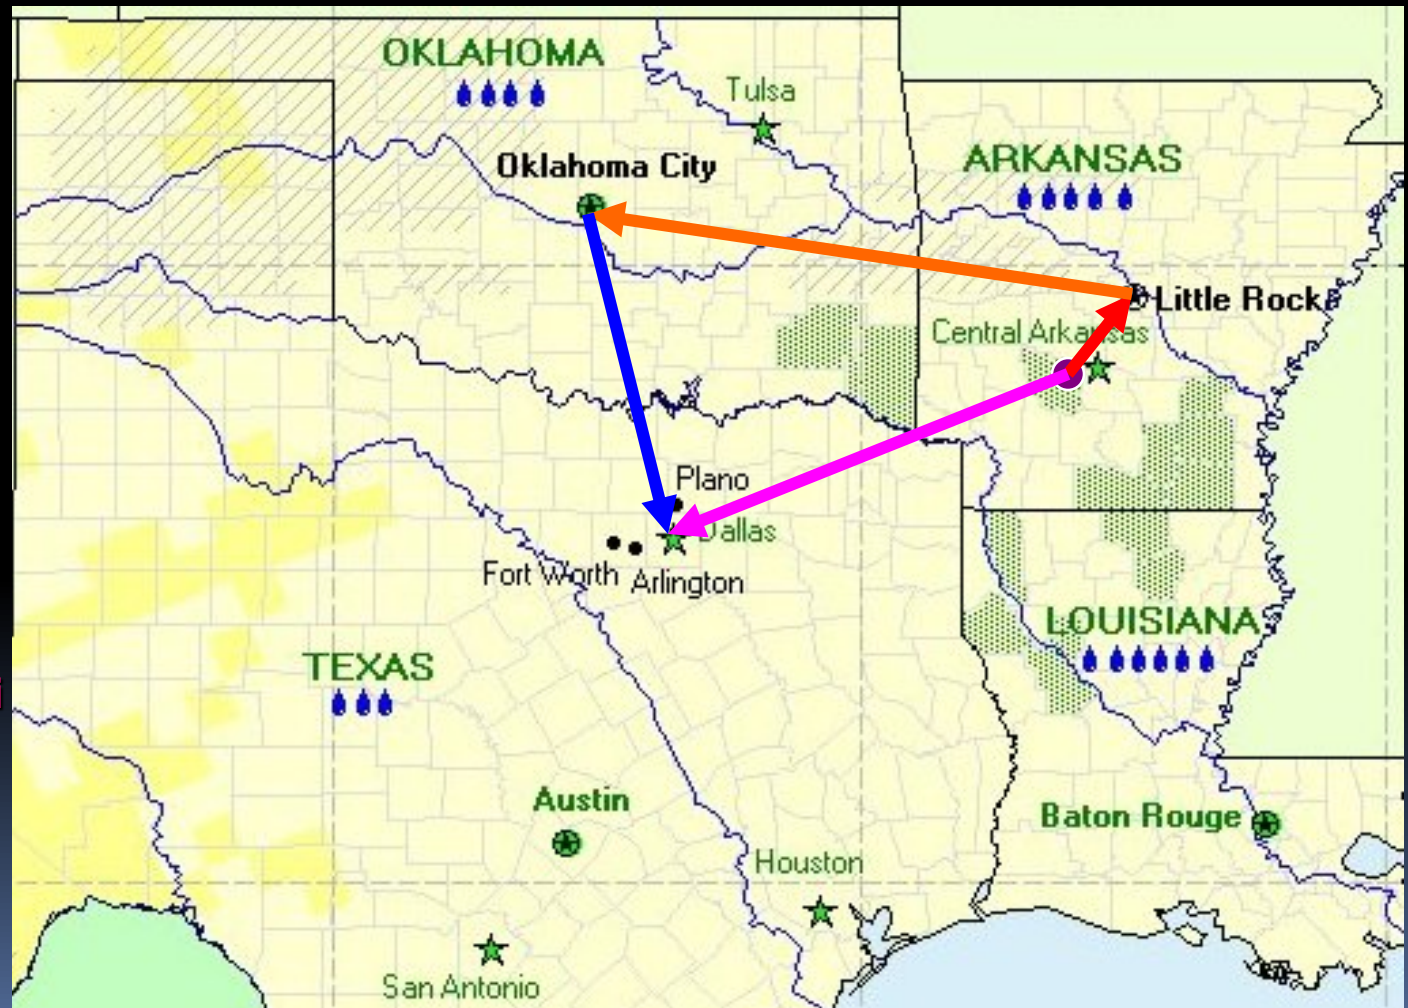 OKLAHOMA
Tulsa
Oklahoma City
ARKANSAS
Little Rock
Central Arkansas
Plano
Dallas
Fort Worth
Arlington
LOUISIANA
TEXAS
Austin
Baton Rouge
Houston
San Antonio